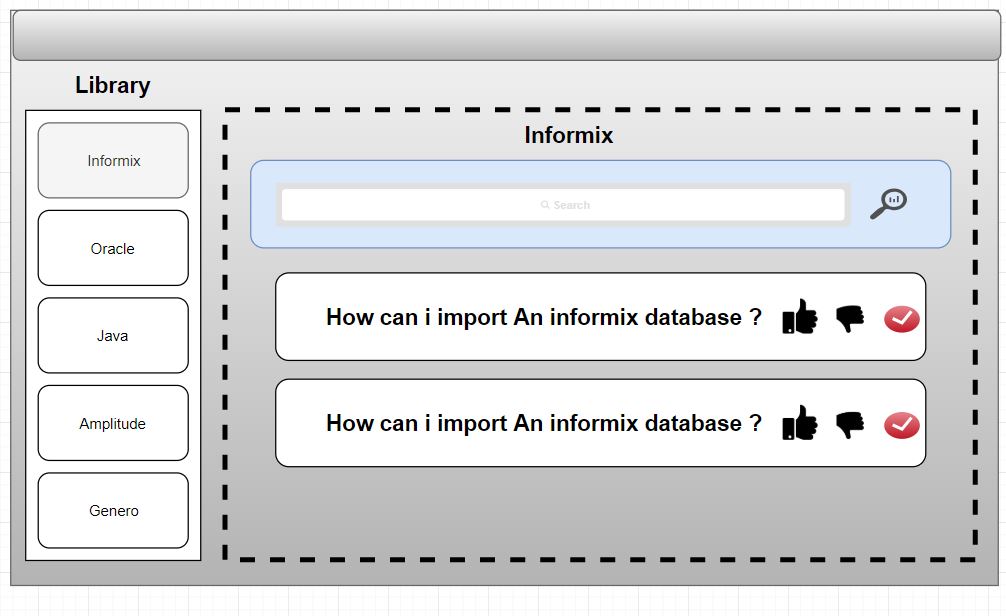 Library
Informix
Oracle
Java
Amplitude
Genero
Informix
Search
How can i import An informix database ?
How can i import An informix database ?